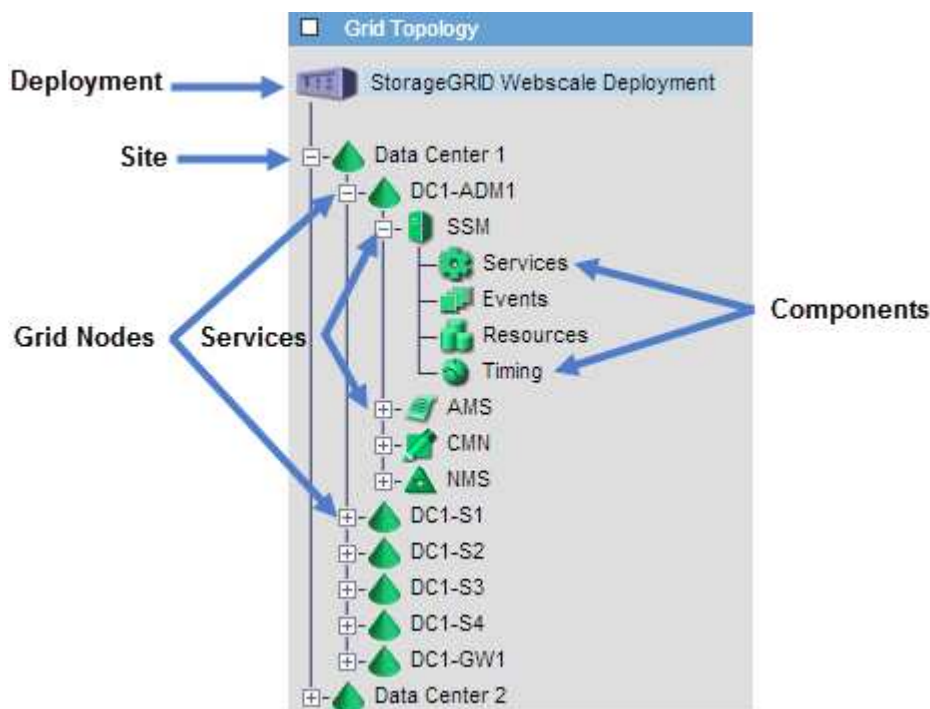 Grid Topology
Deployment
StorageGRID Webscale Deployment
Site
Data Center 1
DC1-ADM1
SSM
Services
Events
Components
Grid Nodes
Services
Resources
Timing
AMS
CMN
NMS
DC1-S1
DC1-S2
DC1-S3
DC1-S4
DC1-GW1
Data Center 2